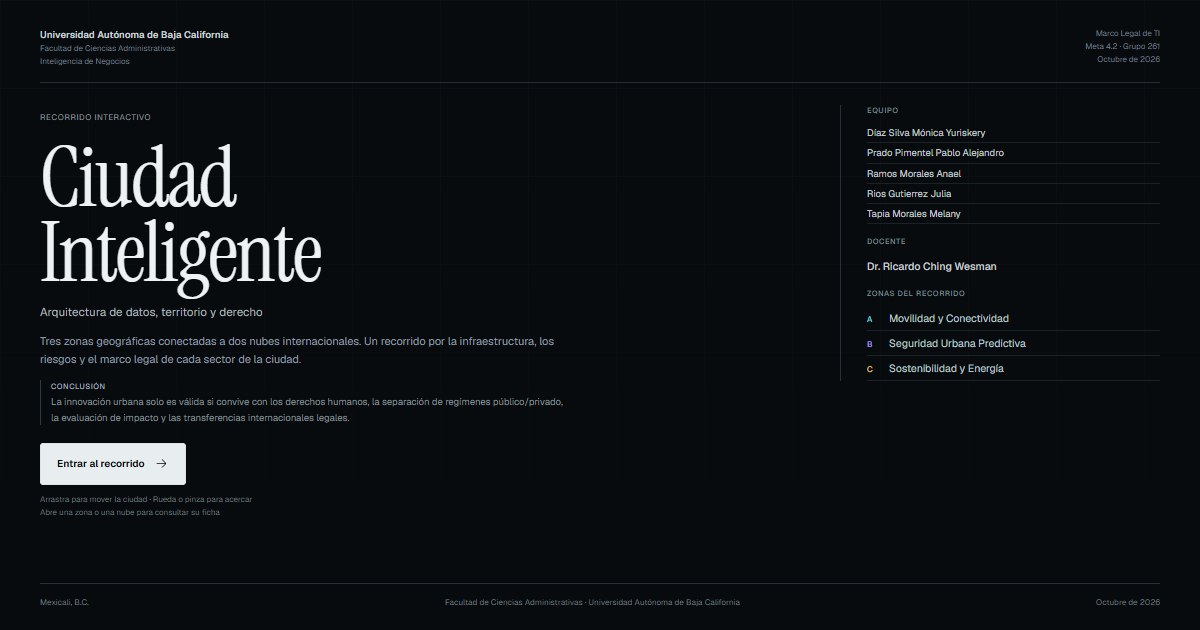 Universidad Autónoma de Baja California
Facultad de Ciencias Administrativas
Inteligencia de Negocios
Marco Legal de TI
Meta 4.2 · Grupo 261
Octubre de 2026
RECORRIDO INTERACTIVO
Ciudad
Inteligente
Arquitectura de datos, territorio y derecho
Tres zonas geográficas conectadas a dos nubes internacionales. Un recorrido por la infraestructura, los
riesgos y el marco legal de cada sector de la ciudad.
CONCLUSIÓN
La innovación urbana solo es válida si convive con los derechos humanos, la separación de regímenes público/privado,
la evaluación de impacto y las transferencias internacionales legales.
Entrar al recorrido →
Arrastra para mover la ciudad · Rueda o pinza para acercar
Abre una zona o una nube para consultar su ficha
EQUIPO
Díaz Silva Mónica Yuriskery
Prado Pimentel Pablo Alejandro
Ramos Morales Anael
Rios Gutierrez Julia
Tapia Morales Melany
DOCENTE
Dr. Ricardo Ching Wesman
ZONAS DEL RECORRIDO
A Movilidad y Conectividad
B Seguridad Urbana Predictiva
C Sostenibilidad y Energía
Mexicali, B.C.
Facultad de Ciencias Administrativas · Universidad Autónoma de Baja California
Octubre de 2026